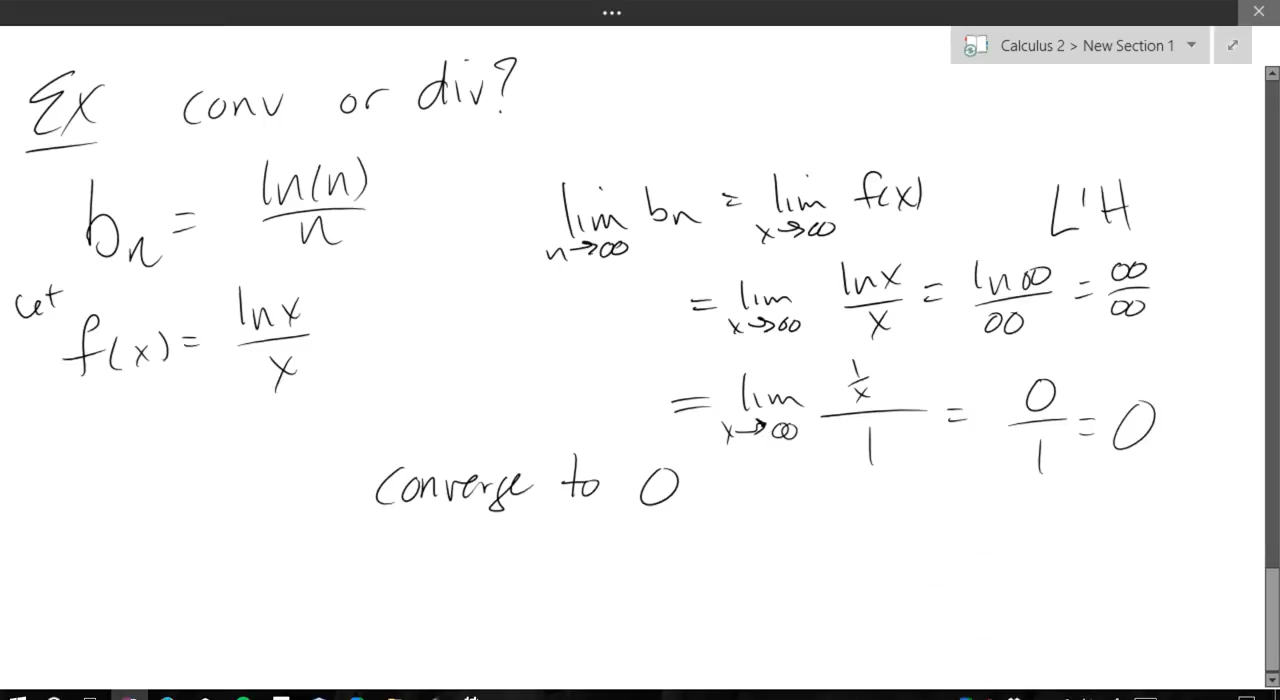 ...
Calculus 2 > New Section 1
Ex conv or div?
bₙ = ln(n)/n
let f(x) = lnx/x
lim n→∞ bₙ = lim x→∞ f(x) L'H
= lim x→∞ lnx/x = ln∞/∞ = ∞/∞
= lim x→∞ (1/x)/1 = 0/1 = 0
Converge to 0